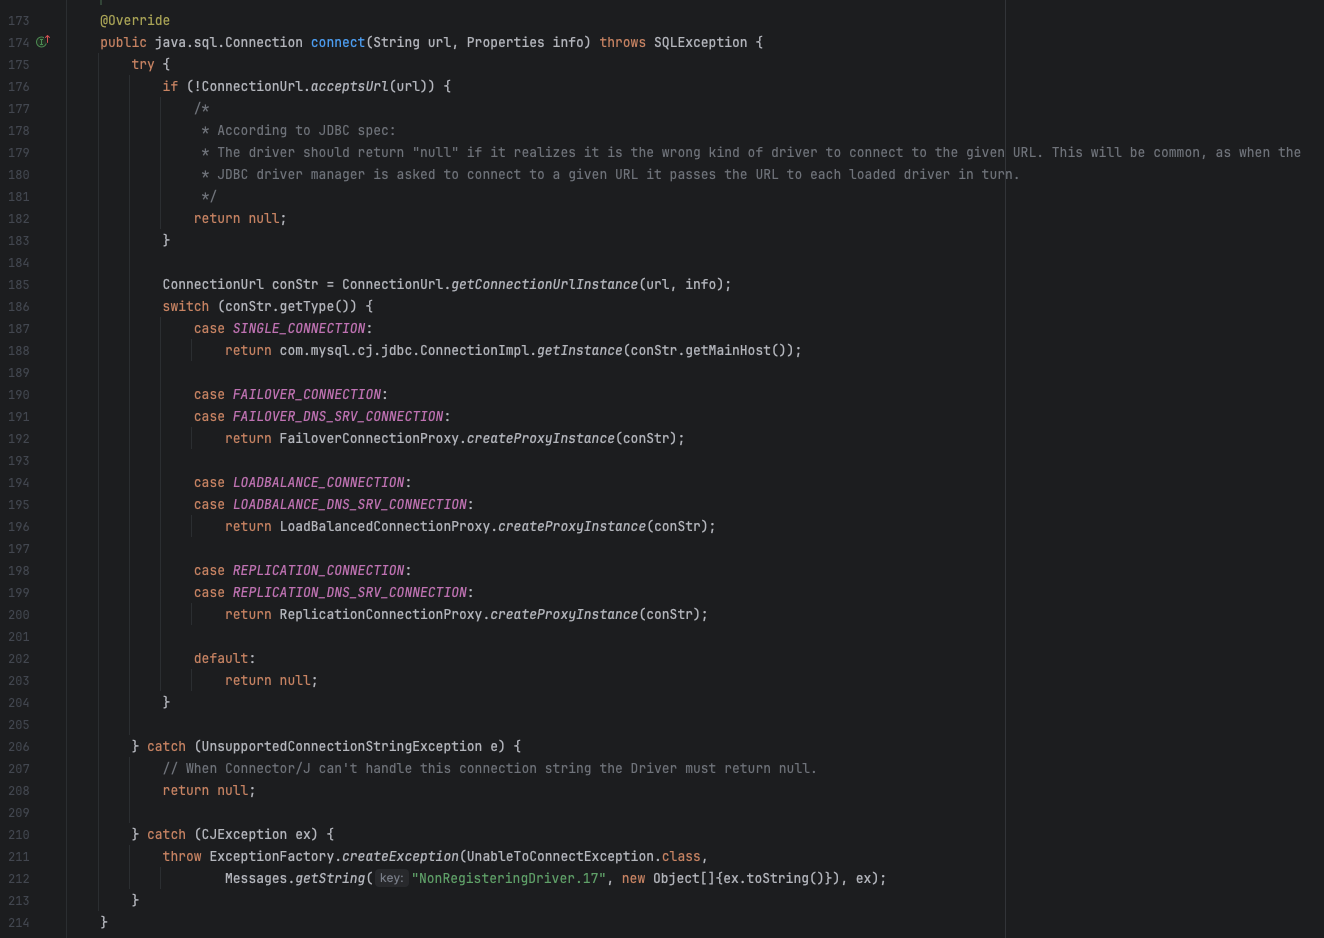 173 @Override
174 public java.sql.Connection connect(String url, Properties info) throws SQLException {
175 try {
176 if (!ConnectionUrl.acceptsUrl(url)) {
177 /*
178 * According to JDBC spec:
179 * The driver should return "null" if it realizes it is the wrong kind of driver to connect to the given URL. This will be common, as when the
180 * JDBC driver manager is asked to connect to a given URL it passes the URL to each loaded driver in turn.
181 */
182 return null;
183 }
184
185 ConnectionUrl conStr = ConnectionUrl.getConnectionUrlInstance(url, info);
186 switch (conStr.getType()) {
187 case SINGLE_CONNECTION:
188 return com.mysql.cj.jdbc.ConnectionImpl.getInstance(conStr.getMainHost());
189
190 case FAILOVER_CONNECTION:
191 case FAILOVER_DNS_SRV_CONNECTION:
192 return FailoverConnectionProxy.createProxyInstance(conStr);
193
194 case LOADBALANCE_CONNECTION:
195 case LOADBALANCE_DNS_SRV_CONNECTION:
196 return LoadBalancedConnectionProxy.createProxyInstance(conStr);
197
198 case REPLICATION_CONNECTION:
199 case REPLICATION_DNS_SRV_CONNECTION:
200 return ReplicationConnectionProxy.createProxyInstance(conStr);
201
202 default:
203 return null;
204 }
205
206 } catch (UnsupportedConnectionStringException e) {
207 // When Connector/J can't handle this connection string the Driver must return null.
208 return null;
209
210 } catch (CJException ex) {
211 throw ExceptionFactory.createException(UnableToConnectException.class,
212 Messages.getString( key: "NonRegisteringDriver.17", new Object[]{ex.toString()}), ex);
213 }
214 }